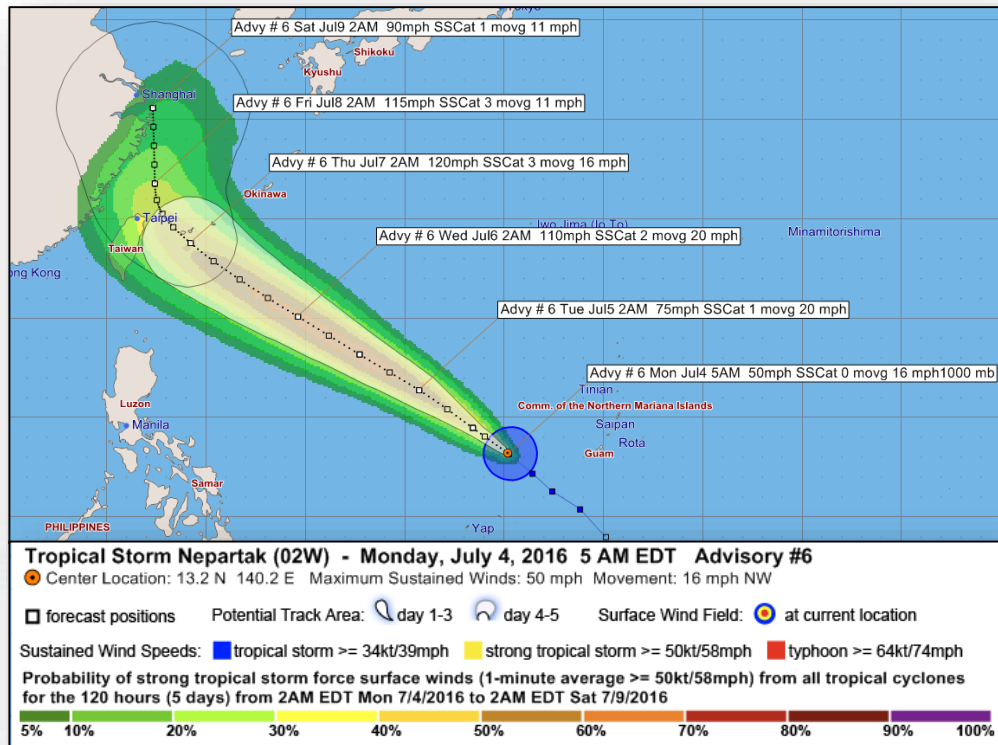 Tokyo
Advy # 6 Sat Jul9 2AM 90mph SSCat 1 movg 11 mph
Shikoku
Kyushu
Shanghai
Advy # 6 Fri Jul8 2AM 115mph SSCat 3 movg 11 mph
Advy # 6 Thu Jul7 2AM 120mph SSCat 3 movg 16 mph
Okinawa
Taipei
Iwo Jima (Io To)
Minamitorishima
Advy # 6 Wed Jul6 2AM 110mph SSCat 2 movg 20 mph
Taiwan
ong Kong
Advy # 6 Tue Jul5 2AM 75mph SSCat 1 movg 20 mph
Advy # 6 Mon Jul4 5AM 50mph SSCat 0 movg 16 mph1000 mb
Tinian
Luzon
Comm. of the Northern Mariana Islands
Manila
Saipan
Rota
Guam
Samar
PHILIPPINES
Yap
Tropical Storm Nepartak (02W) - Monday, July 4, 2016 5 AM EDT Advisory #6
Center Location: 13.2 N 140.2 E Maximum Sustained Winds: 50 mph Movement: 16 mph NW
forecast positions Potential Track Area: day 1-3 day 4-5 Surface Wind Field: at current location
Sustained Wind Speeds: tropical storm >= 34kt/39mph strong tropical storm >= 50kt/58mph typhoon >= 64kt/74mph
Probability of strong tropical storm force surface winds (1-minute average >= 50kt/58mph) from all tropical cyclones
for the 120 hours (5 days) from 2AM EDT Mon 7/4/2016 to 2AM EDT Sat 7/9/2016
5% 10% 20% 30% 40% 50% 60% 70% 80% 90% 100%